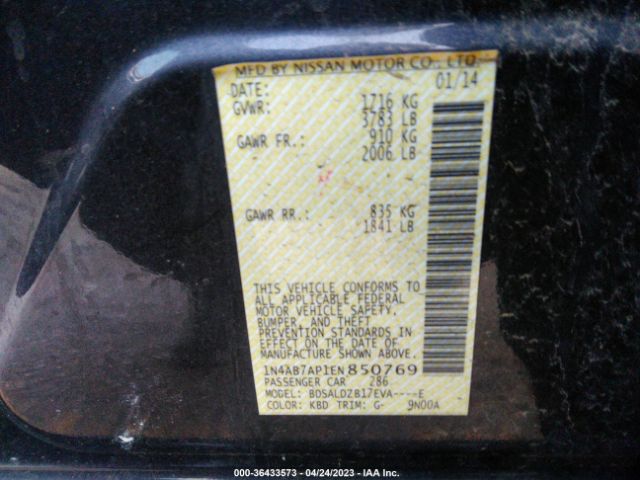 MFD BY NISSAN MOTOR CO., LTD.
DATE: 01/14
GVWR: 1716 KG
3783 LB
GAWR FR.: 910 KG
2006 LB
GAWR RR.: 835 KG
1841 LB
THIS VEHICLE CONFORMS TO
ALL APPLICABLE FEDERAL
MOTOR VEHICLE SAFETY,
BUMPER, AND THEFT
PREVENTION STANDARDS IN
EFFECT ON THE DATE OF
MANUFACTURE SHOWN ABOVE.
1N4AB7AP1EN850769
PASSENGER CAR 286
MODEL: BDSALDZB17EVA----E
COLOR: KBD TRIM: G- 9N00A
000-36433573 - 04/24/2023 - IAA Inc.